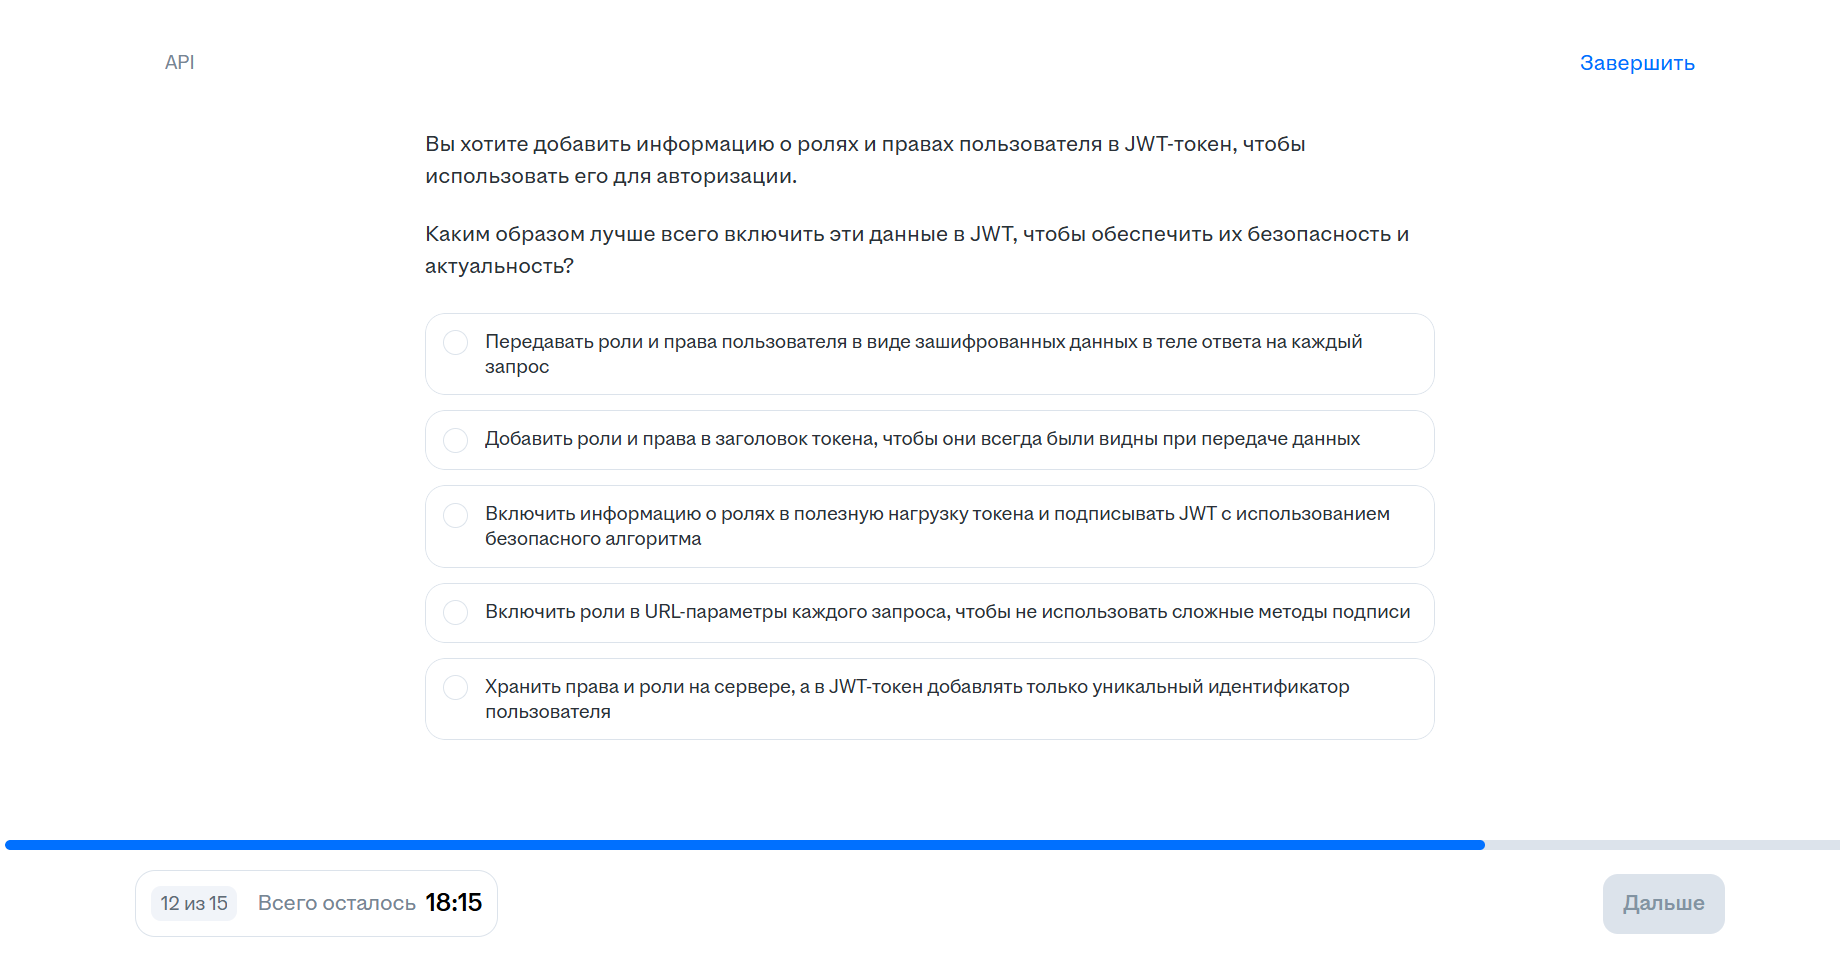 API
Завершить
Вы хотите добавить информацию о ролях и правах пользователя в JWT-токен, чтобы
использовать его для авторизации.
Каким образом лучше всего включить эти данные в JWT, чтобы обеспечить их безопасность и
актуальность?
Передавать роли и права пользователя в виде зашифрованных данных в теле ответа на каждый
запрос
Добавить роли и права в заголовок токена, чтобы они всегда были видны при передаче данных
Включить информацию о ролях в полезную нагрузку токена и подписывать JWT с использованием
безопасного алгоритма
Включить роли в URL-параметры каждого запроса, чтобы не использовать сложные методы подписи
Хранить права и роли на сервере, а в JWT-токен добавлять только уникальный идентификатор
пользователя
12 из 15
Всего осталось 18:15
Дальше